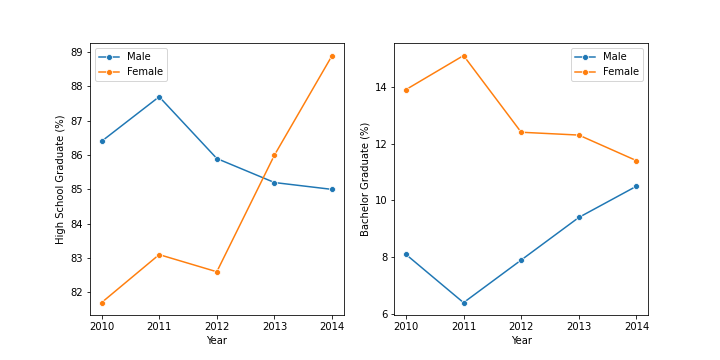 Male
Female
89
88
87
86
85
84
83
82
High School Graduate (%)
2010 2011 2012 2013 2014
Year
Male
Female
14
12
10
8
6
Bachelor Graduate (%)
2010 2011 2012 2013 2014
Year